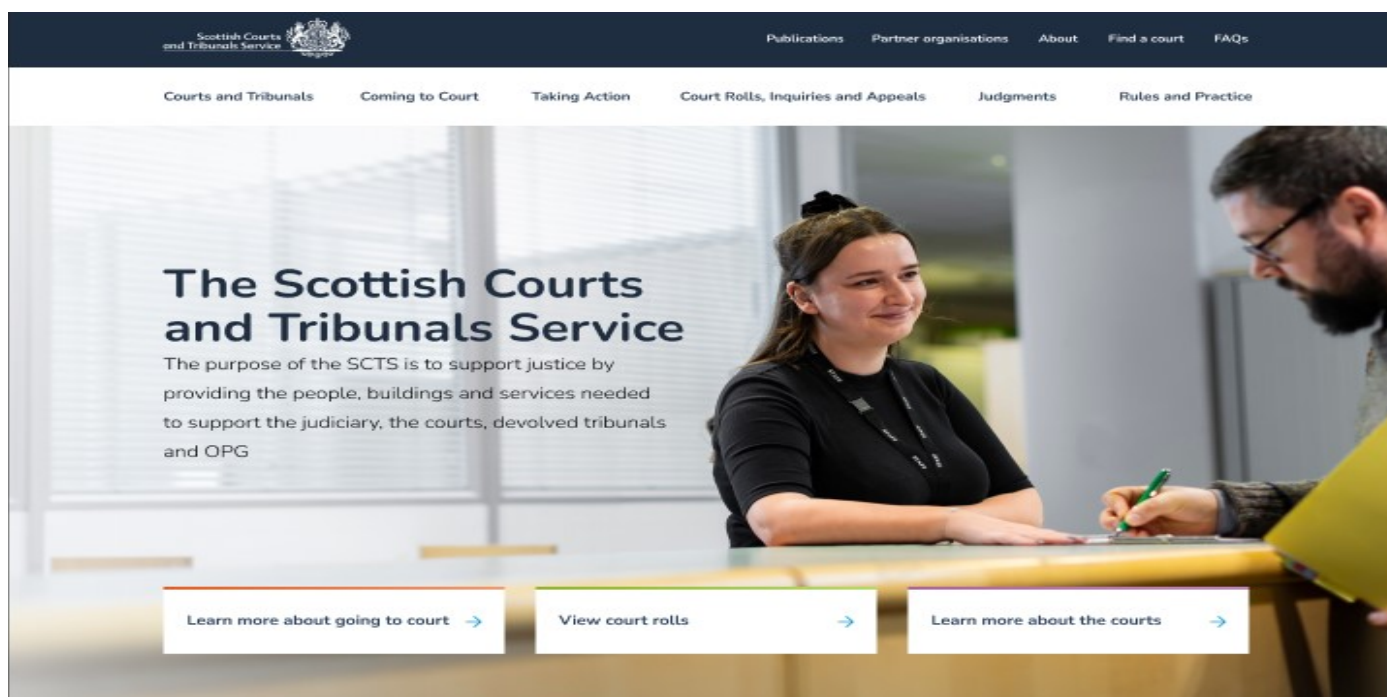 Scottish Courts
and Tribunals Service
Publications Partner organisations About Find a court FAQs
Courts and Tribunals Coming to Court Taking Action Court Rolls, Inquiries and Appeals Judgments Rules and Practice
The Scottish Courts
and Tribunals Service
The purpose of the SCTS is to support justice by
providing the people, buildings and services needed
to support the judiciary, the courts, devolved tribunals
and OPG
Learn more about going to court → View court rolls → Learn more about the courts →